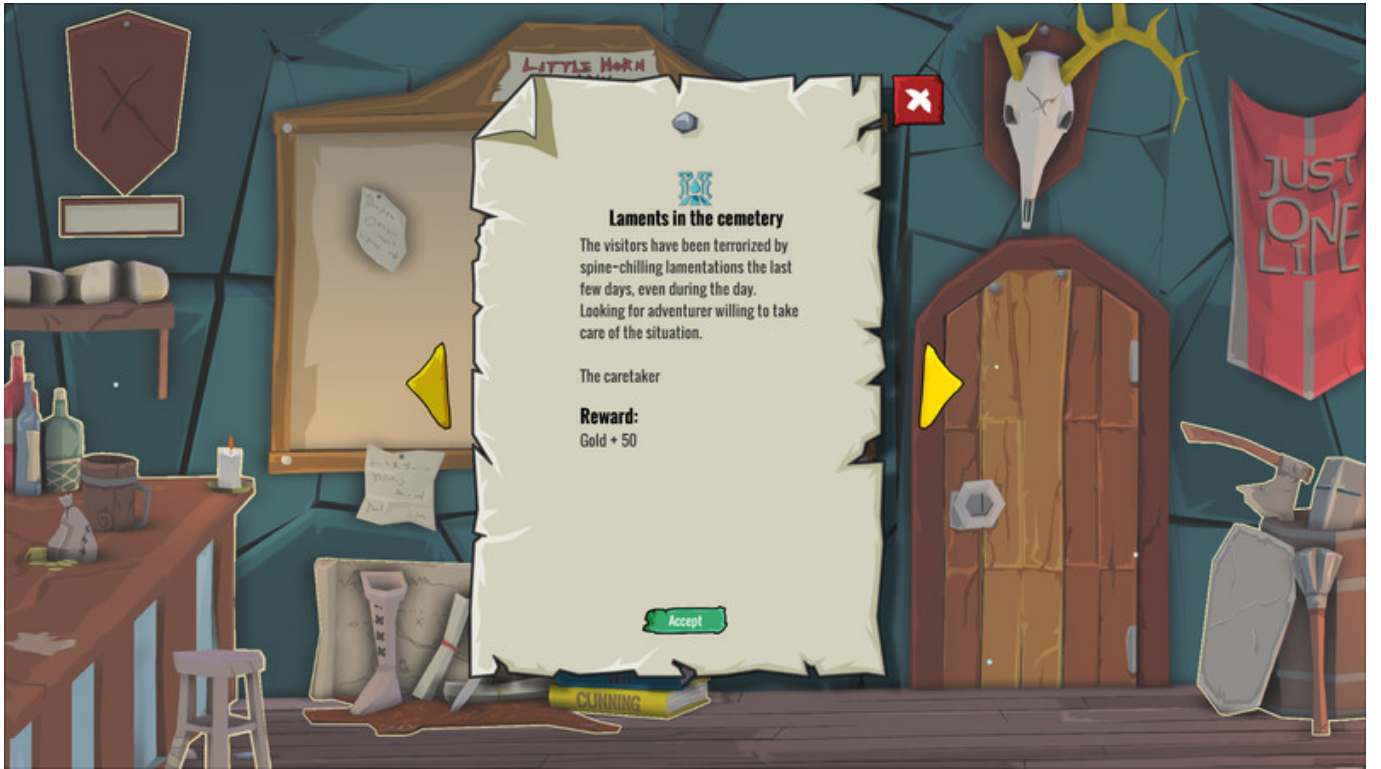 LITTLE HORN
Laments in the cemetery
The visitors have been terrorized by
spine-chilling lamentations the last
few days, even during the day.
Looking for adventurer willing to take
care of the situation.
The caretaker
Reward:
Gold + 50
Accept
CUNNING
JUST
ONE
LIFE